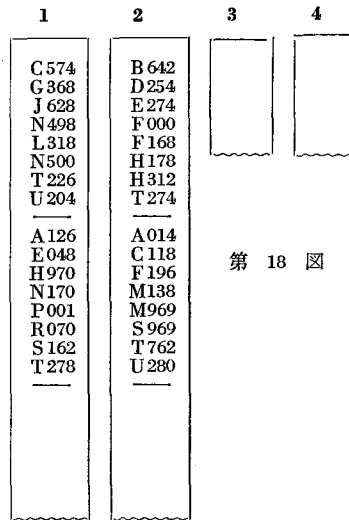 1 2 3 4
C574 B642
G368 D254
J628 E274
N498 F000
L318 F168
N500 H178
T226 H312
U204 T274
A126 A014
E048 C118
H970 F196
N170 M138
P001 M969
R070 S969
S162 T762
T278 U280
第 18 図